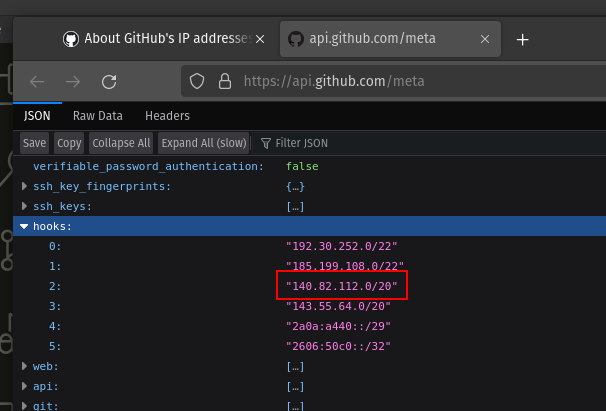 About GitHub's IP addresses
api.github.com/meta
https://api.github.com/meta
JSON Raw Data Headers
Save Copy Collapse All Expand All (slow) Filter JSON
verifiable_password_authentication: false
ssh_key_fingerprints: {…}
ssh_keys: […]
hooks:
0: "192.30.252.0/22"
1: "185.199.108.0/22"
2: "140.82.112.0/20"
3: "143.55.64.0/20"
4: "2a0a:a440::/29"
5: "2606:50c0::/32"
web: […]
api: […]
git: […]